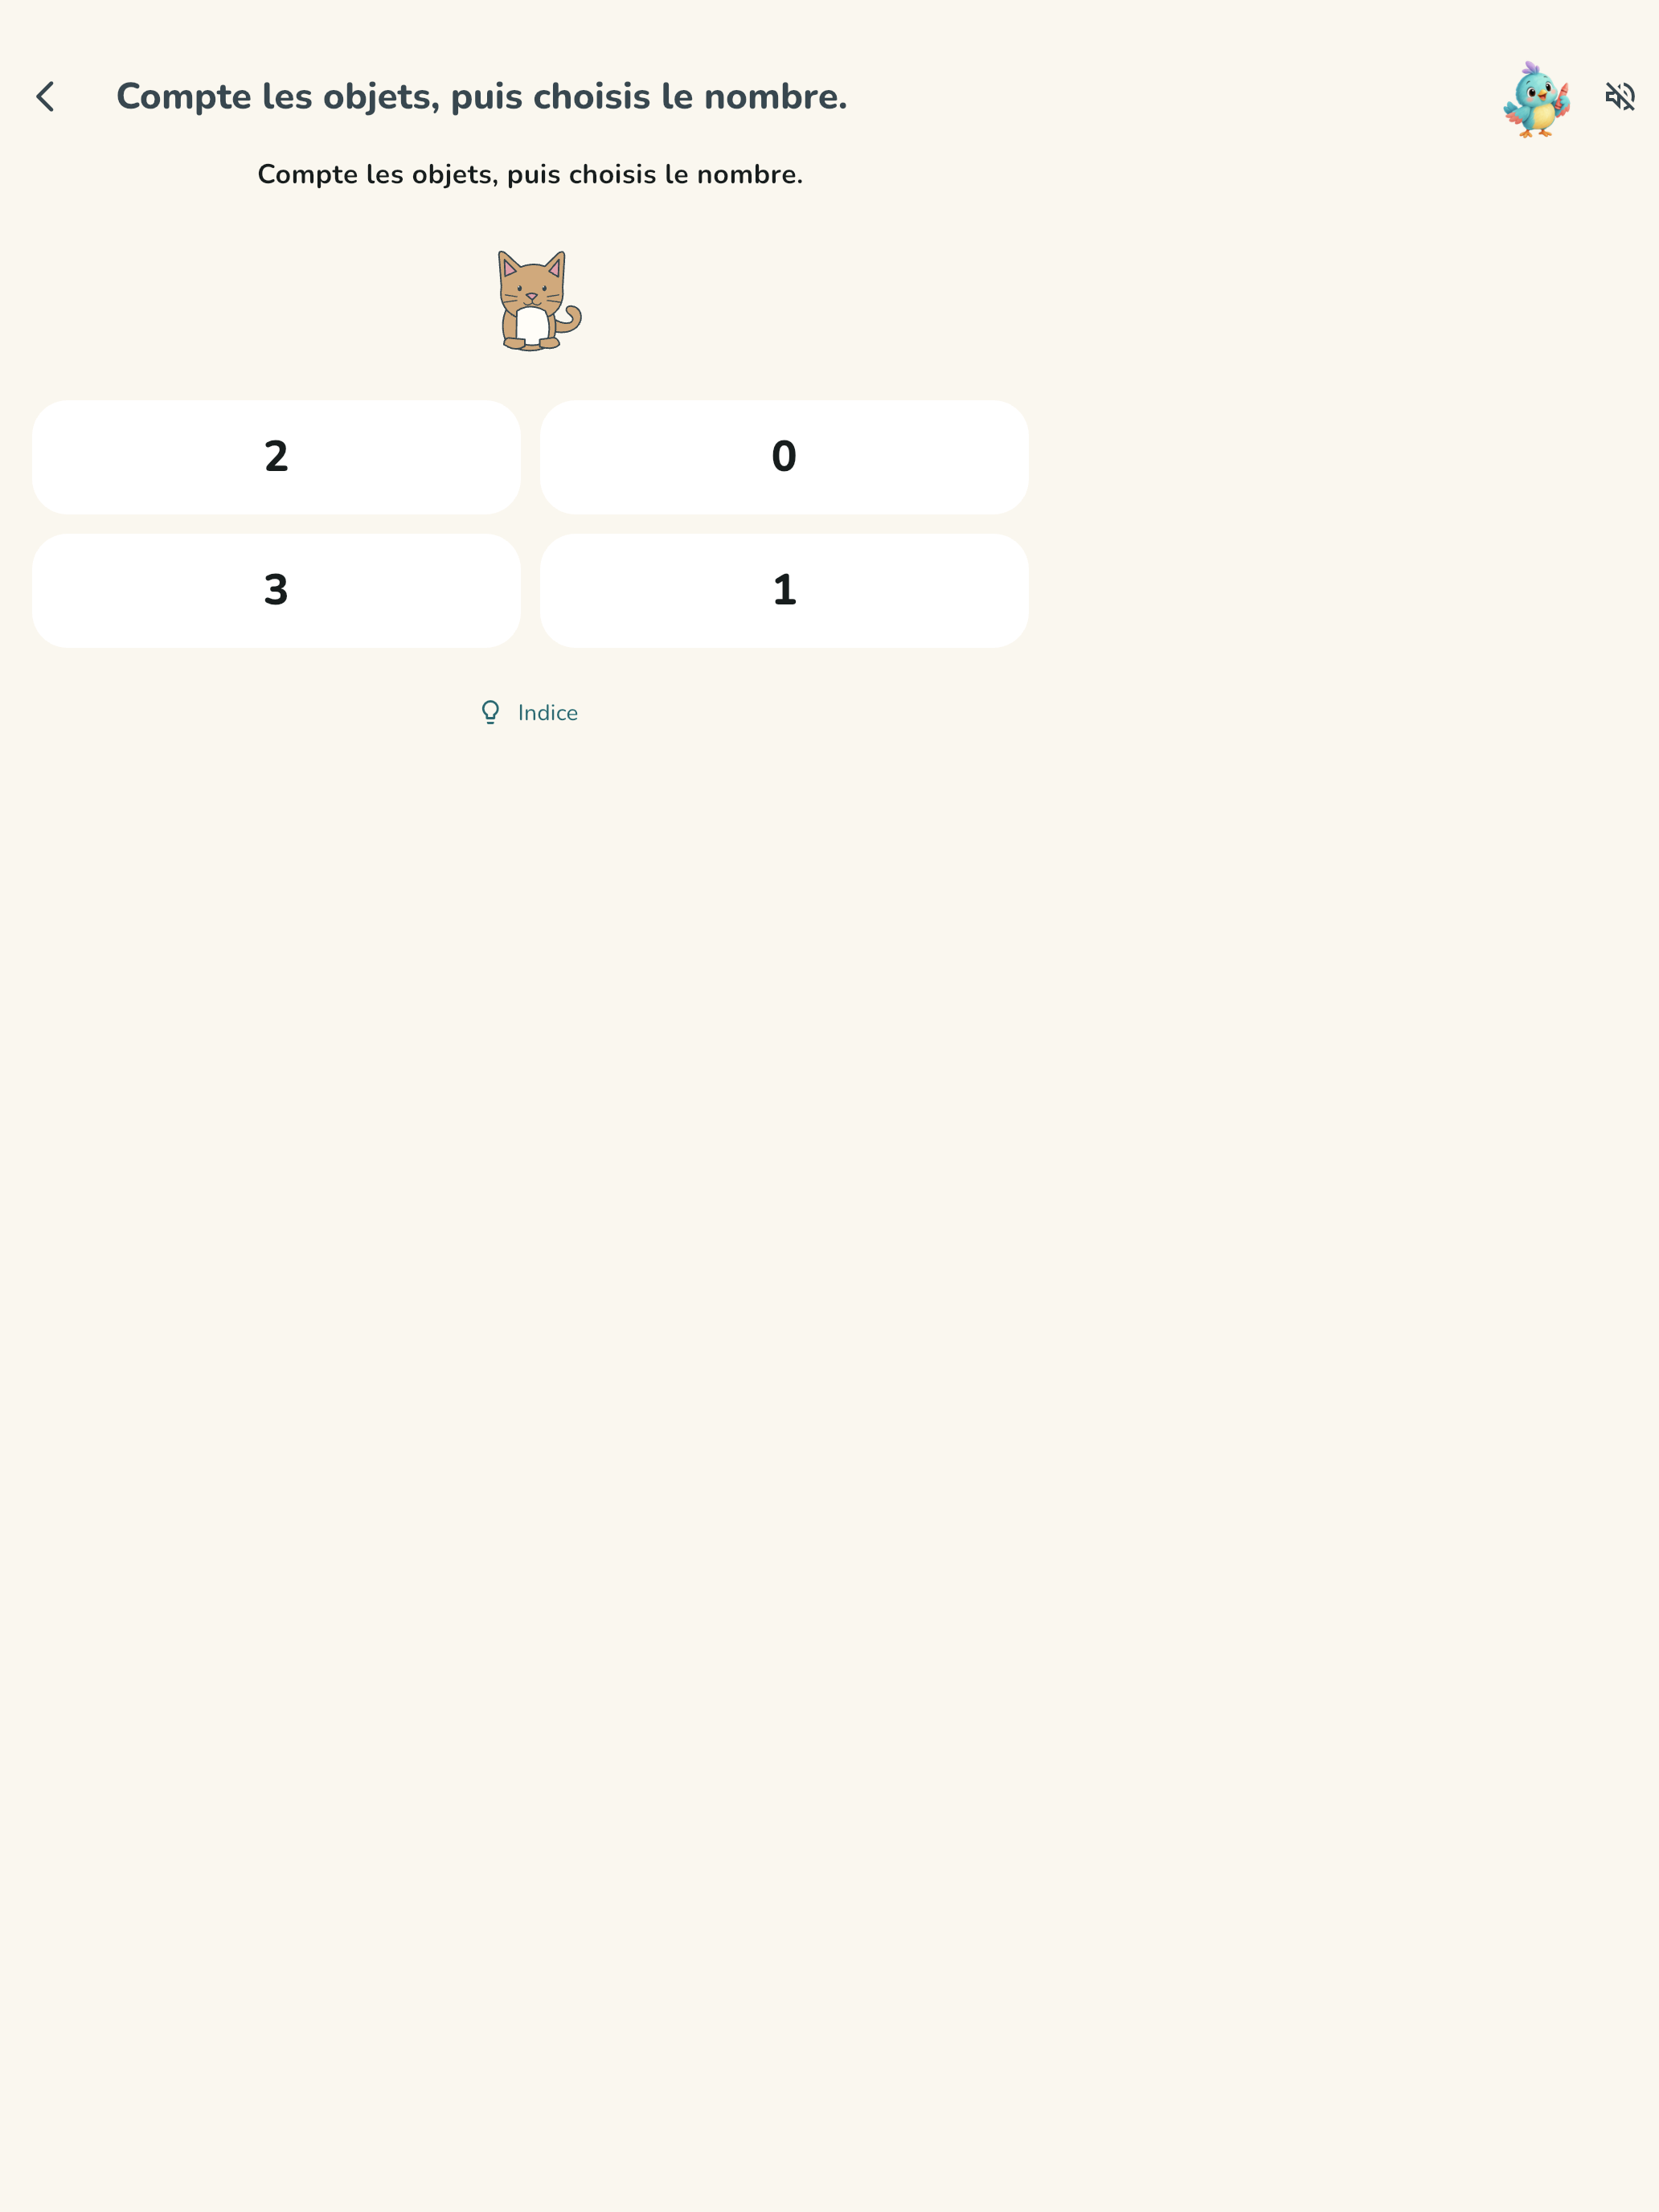 Compte les objets, puis choisis le nombre.
Compte les objets, puis choisis le nombre.
2
0
3
1
Indice